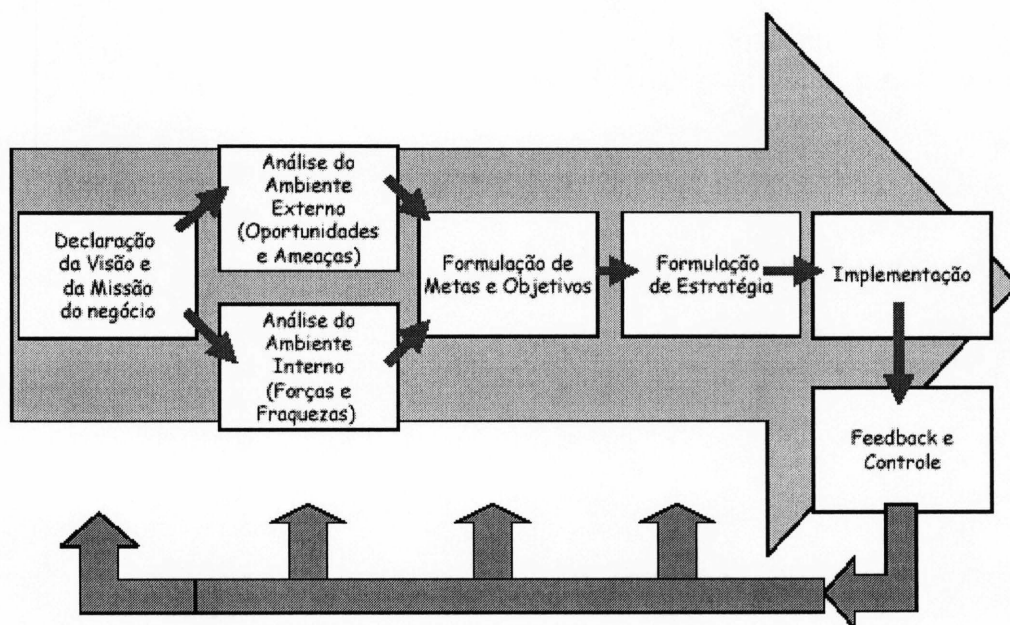 Declaração
da Visão e
da Missão
do negócio
Análise do
Ambiente
Externo
(Oportunidades
e Ameaças)
Análise do
Ambiente
Interno
(Forças e
Fraquezas)
Formulação de
Metas e Objetivos
Formulação
de Estratégia
Implementação
Feedback e
Controle